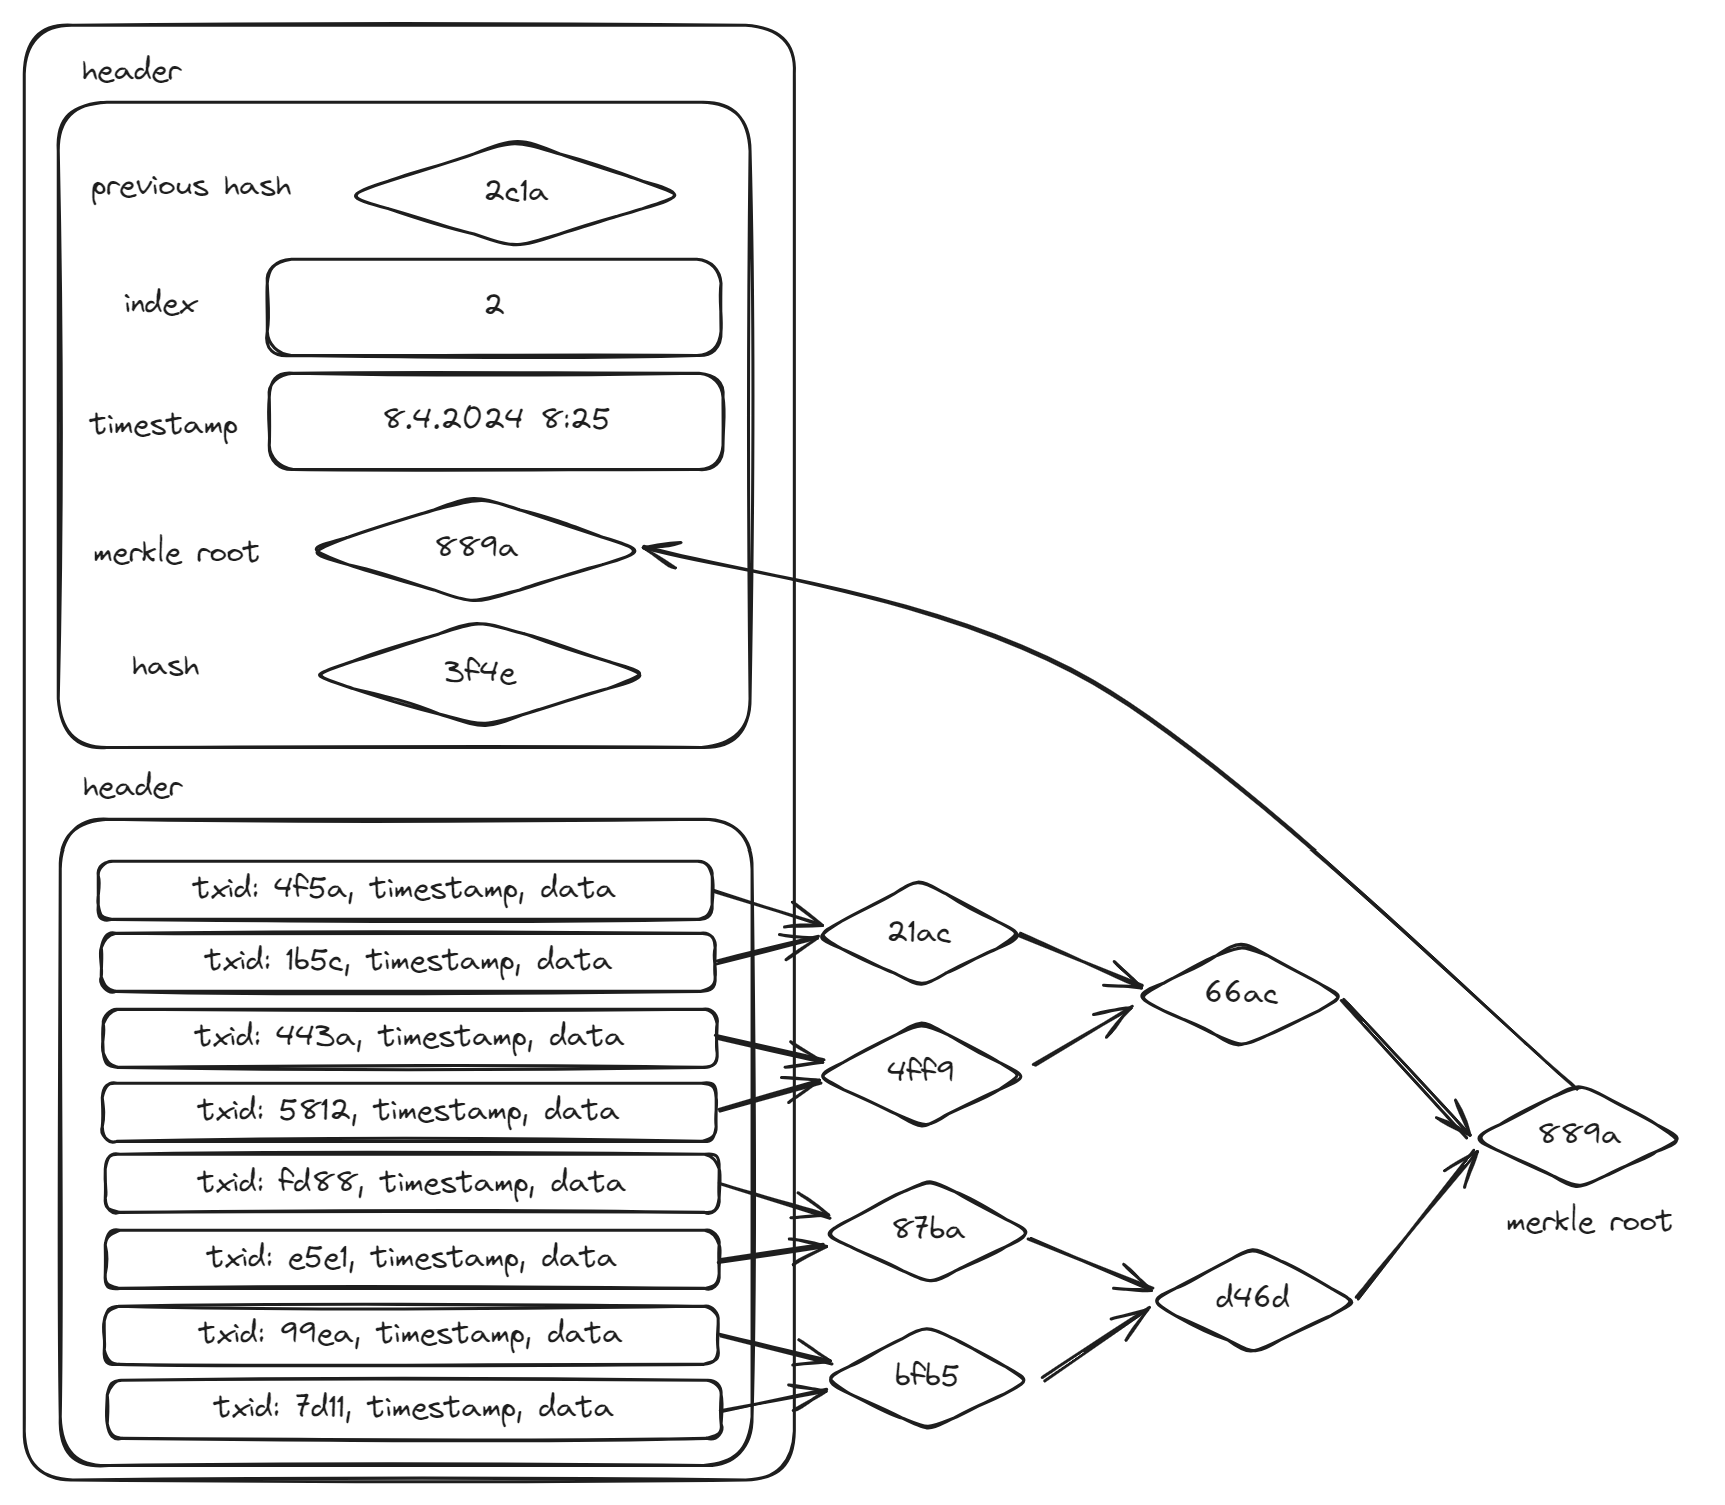 header
previous hash
2c1a
index
2
timestamp
8.4.2024 8:25
merkle root
889a
hash
3f4e
header
txid: 4f5a, timestamp, data
txid: 1b5c, timestamp, data
txid: 443a, timestamp, data
txid: 5812, timestamp, data
txid: fd88, timestamp, data
txid: e5e1, timestamp, data
txid: 99ea, timestamp, data
txid: 7d11, timestamp, data
21ac
4ff9
87ba
bfb5
66ac
d46d
889a
merkle root